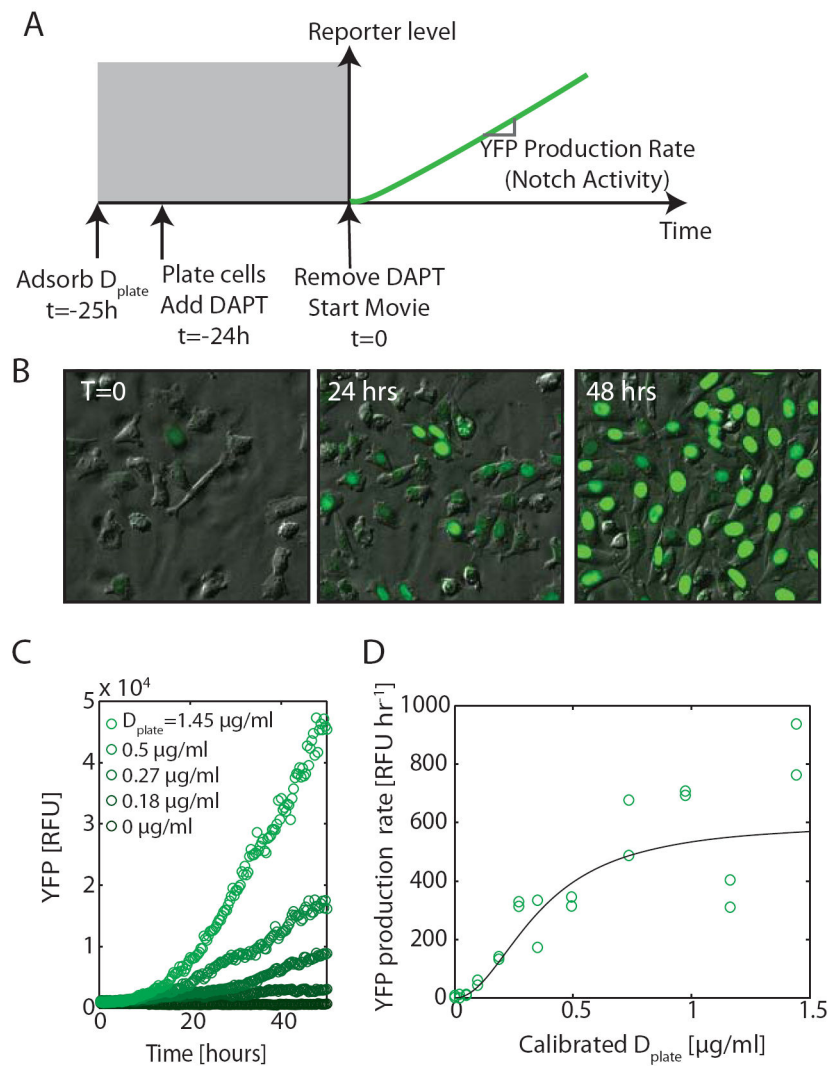 A
Reporter level
YFP Production Rate
(Notch Activity)
Time
Adsorb Dplate
t=-25h
Plate cells
Add DAPT
t=-24h
Remove DAPT
Start Movie
t=0
B
T=0
24 hrs
48 hrs
C
x 10⁴
5
4
3
2
1
0
YFP [RFU]
Dplate=1.45 µg/ml
0.5 µg/ml
0.27 µg/ml
0.18 µg/ml
0 µg/ml
0
20
40
Time [hours]
D
1000
800
600
400
200
0
YFP production rate [RFU hr⁻¹]
0
0.5
1
1.5
Calibrated Dplate [µg/ml]